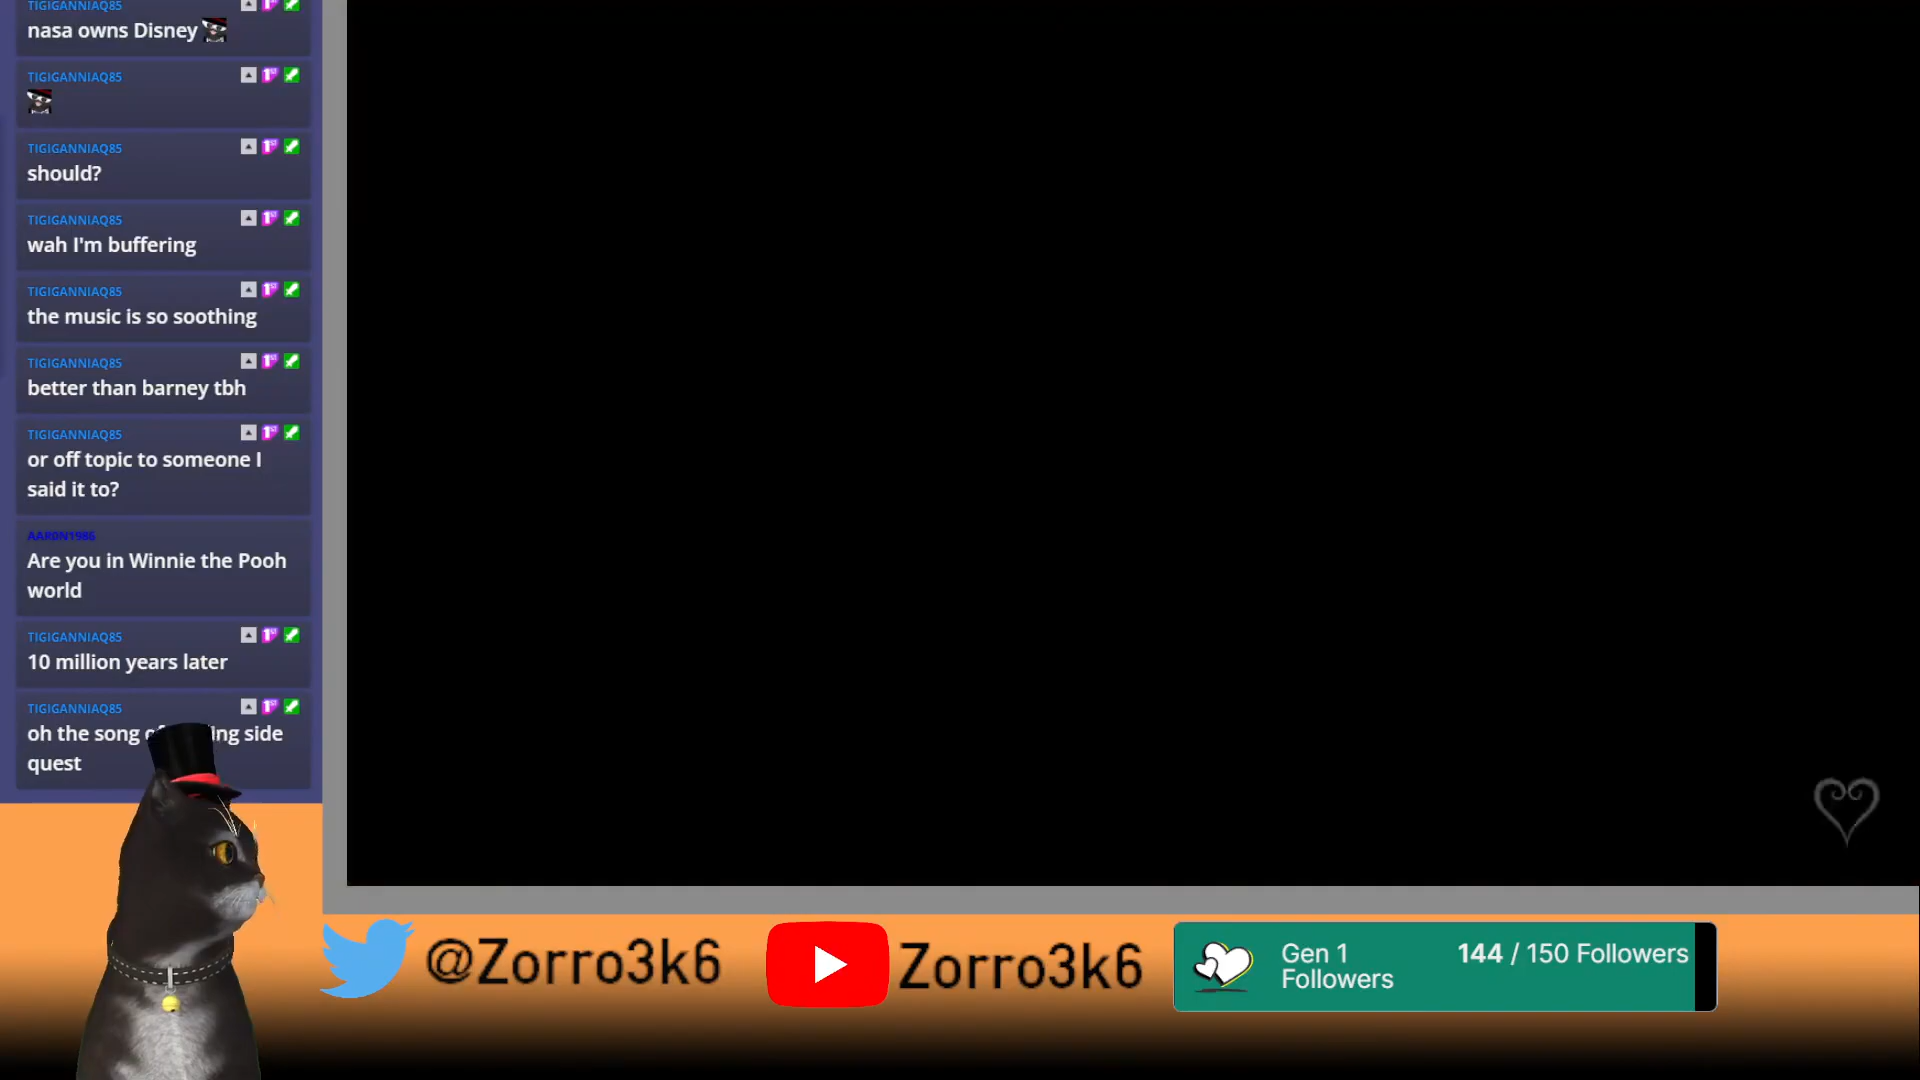 TIGIGANNIAQ85
nasa owns Disney
TIGIGANNIAQ85
TIGIGANNIAQ85
should?
TIGIGANNIAQ85
wah I'm buffering
TIGIGANNIAQ85
the music is so soothing
TIGIGANNIAQ85
better than barney tbh
TIGIGANNIAQ85
or off topic to someone I
said it to?
AARON1986
Are you in Winnie the Pooh
world
TIGIGANNIAQ85
10 million years later
TIGIGANNIAQ85
oh the song side
quest
@Zorro3k6
Zorro3k6
Gen 1
Followers
144 / 150 Followers